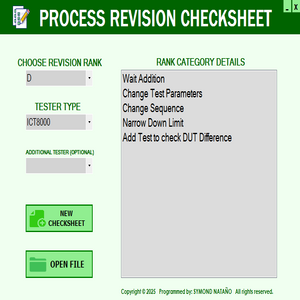 PROCESS REVISION CHECKSHEET
- X
CHOOSE REVISION RANK
D
TESTER TYPE
ICT8000
ADDITIONAL TESTER [OPTIONAL]
NEW
CHECKSHEET
OPEN FILE
RANK CATEGORY DETAILS
Wait Addition
Change Test Parameters
Change Sequence
Narrow Down Limit
Add Test to check DUT Difference
Copyright © 2025 Programmed by: SYMOND NATAÑO All rights reserved.